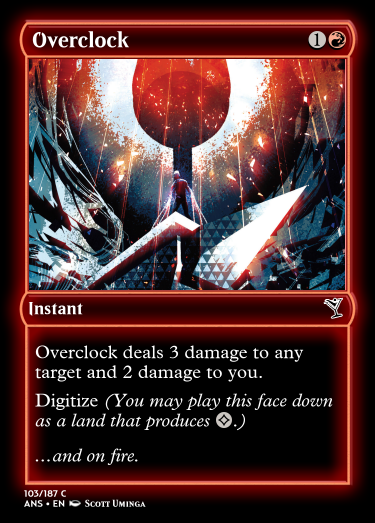 Overclock 1
Instant
Overclock deals 3 damage to any
target and 2 damage to you.
Digitize (You may play this face down
as a land that produces .)
…and on fire.
103/187 C
ANS • EN Scott Uminga